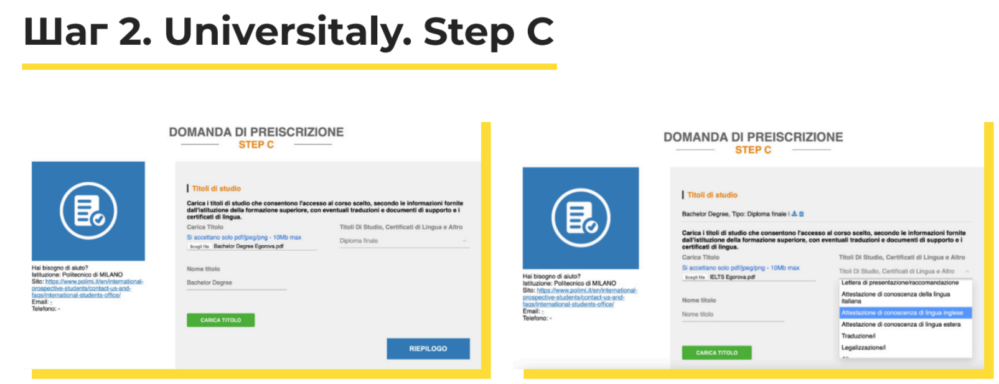 Шаг 2. Universitaly. Step C
DOMANDA DI PREISCRIZIONE
STEP C
Titoli di studio
Carica i titoli di studio che consentono l'accesso al corso scelto, secondo le informazioni fornite
dall'istituzione della formazione superiore, con eventuali traduzioni e documenti di supporto e i
certificati di lingua.
Carica Titolo
Titoli Di Studio, Certificati di Lingua e Altro
Si accettano solo pdf/jpeg/png - 10Mb max
Diploma finale
Scegli file Bachelor Degree Egorova.pdf
Nome titolo
Bachelor Degree
CARICA TITOLO
RIEPILOGO
Hai bisogno di aiuto?
Istituzione: Politecnico di MILANO
Sito: https://www.polimi.it/en/international-
prospective-students/contact-us-and-
faqs/international-students-office/
Email: -
Telefono: -
DOMANDA DI PREISCRIZIONE
STEP C
Titoli di studio
Bachelor Degree, Tipo: Diploma finale |
Carica i titoli di studio che consentono l'accesso al corso scelto, secondo le informazioni fornite
dall'istituzione della formazione superiore, con eventuali traduzioni e documenti di supporto e i
certificati di lingua.
Carica Titolo
Titoli Di Studio, Certificati di Lingua e Altro
Si accettano solo pdf/jpeg/png - 10Mb max
Titoli Di Studio, Certificati di Lingua e Altro
Scegli file IELTS Egorova.pdf
Lettera di presentazione/raccomandazione
Attestazione di conoscenza della lingua
italiana
Attestazione di conoscenza di lingua inglese
Attestazione di conoscenza di lingua estera
Traduzione/i
Legalizzazione/i
Nome titolo
Nome titolo
CARICA TITOLO
Hai bisogno di aiuto?
Istituzione: Politecnico di MILANO
Sito: https://www.polimi.it/en/international-
prospective-students/contact-us-and-
faqs/international-students-office/
Email: -
Telefono: -